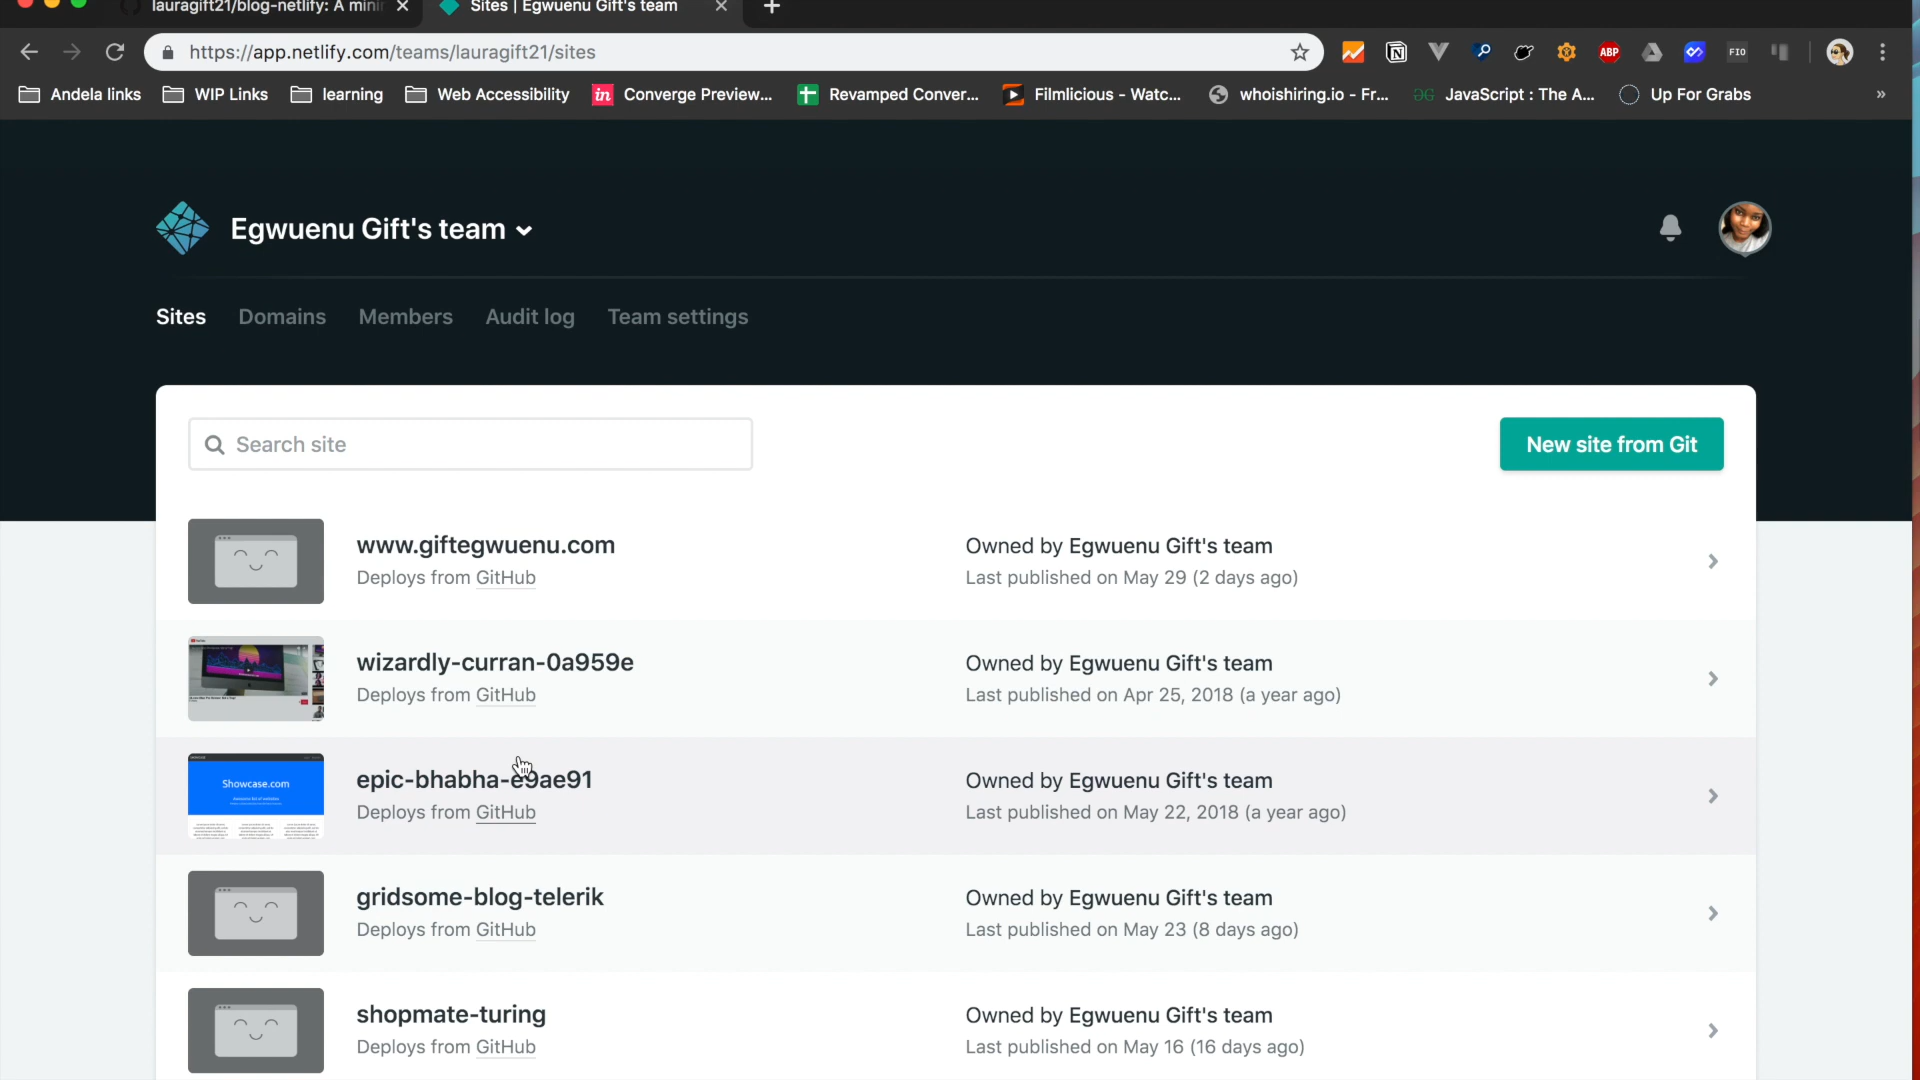 lauragift21/blog-netlify: A mini
Sites | Egwuenu Gift's team
https://app.netlify.com/teams/lauragift21/sites
ABP
FIO
Andela links
WIP Links
learning
Web Accessibility
in
Converge Preview...
Revamped Conver...
Filmlicious - Watc...
whoishiring.io - Fr...
JavaScript : The A...
Up For Grabs
»
Egwuenu Gift's team
Sites
Domains
Members
Audit log
Team settings
Search site
New site from Git
www.giftegwuenu.com
Deploys from GitHub
Owned by Egwuenu Gift's team
Last published on May 29 (2 days ago)
wizardly-curran-0a959e
Deploys from GitHub
Owned by Egwuenu Gift's team
Last published on Apr 25, 2018 (a year ago)
Showcase.com
epic-bhabha-e9ae91
Deploys from GitHub
Owned by Egwuenu Gift's team
Last published on May 22, 2018 (a year ago)
gridsome-blog-telerik
Deploys from GitHub
Owned by Egwuenu Gift's team
Last published on May 23 (8 days ago)
shopmate-turing
Deploys from GitHub
Owned by Egwuenu Gift's team
Last published on May 16 (16 days ago)